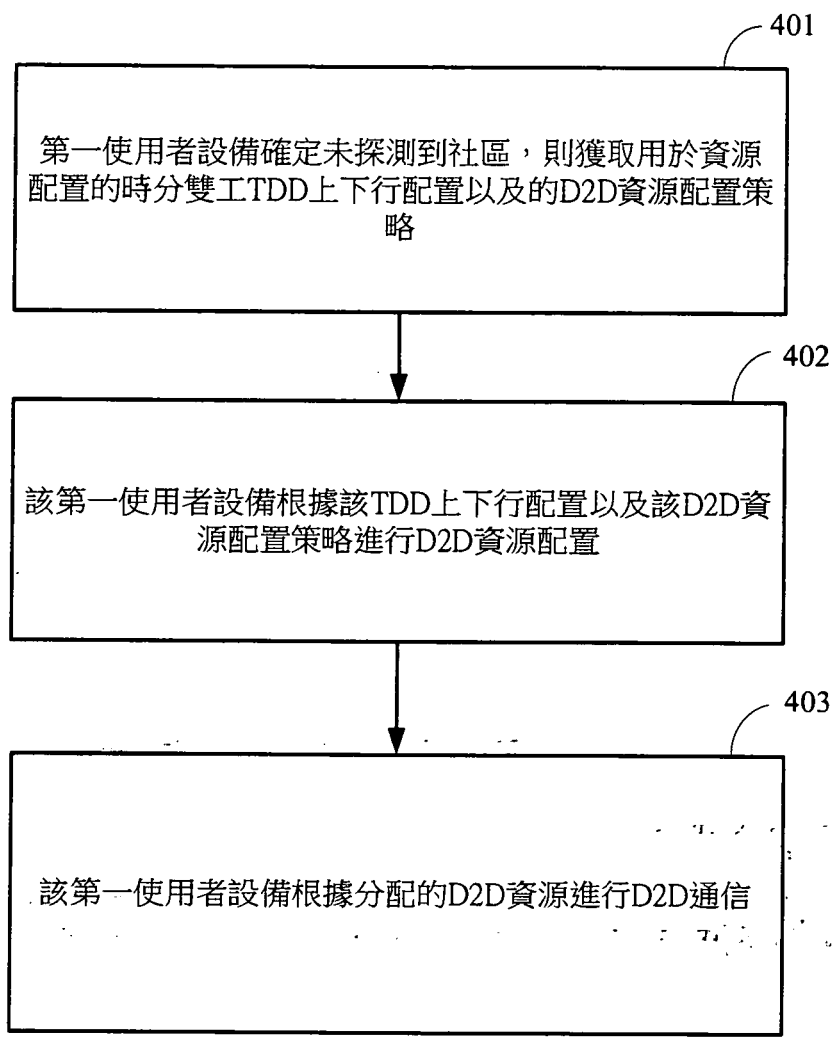 401
第一使用者設備確定未探測到社區，則獲取用於資源
配置的時分雙工TDD上下行配置以及的D2D資源配置策
略
402
該第一使用者設備根據該TDD上下行配置以及該D2D資
源配置策略進行D2D資源配置
403
該第一使用者設備根據分配的D2D資源進行D2D通信